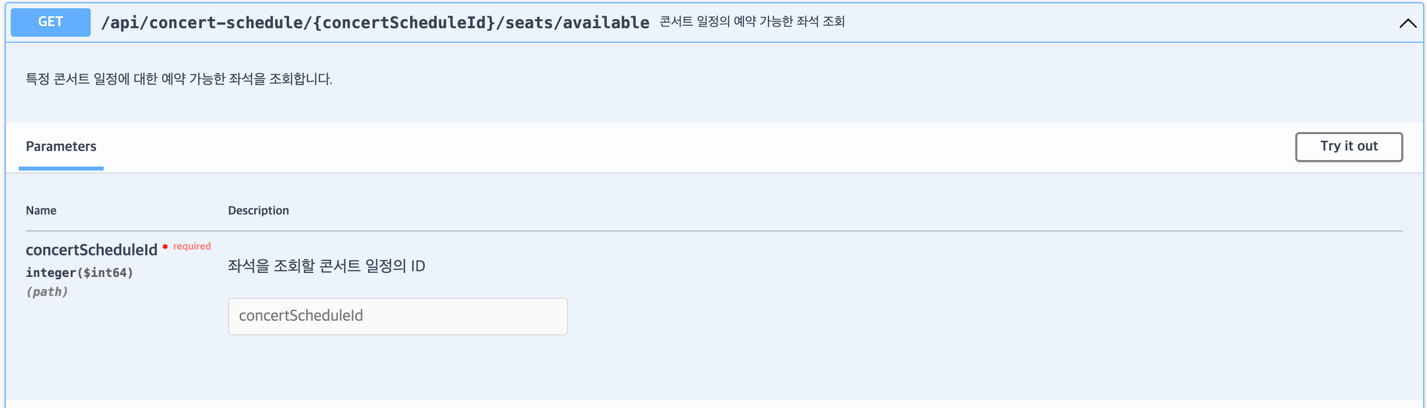 GET /api/concert-schedule/{concertScheduleId}/seats/available 콘서트 일정의 예약 가능한 좌석 조회
특정 콘서트 일정에 대한 예약 가능한 좌석을 조회합니다.
Parameters Try it out
Name Description
concertScheduleId * required
integer($int64)
(path)
좌석을 조회할 콘서트 일정의 ID
concertScheduleId